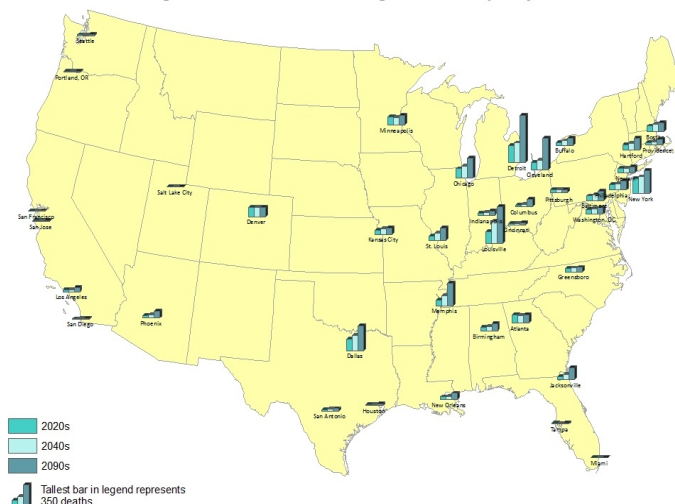 Seattle
Portland, OR
Minneapolis
Buffalo
Boston
Hartford
Detroit
Cleveland
Chicago
New York
Salt Lake City
Pittsburgh
Columbus
Indianapolis
Cincinnati
Washington, DC
San Francisco
San Jose
Denver
Kansas City
St. Louis
Louisville
Los Angeles
San Diego
Phoenix
Greensboro
Memphis
Birmingham
Atlanta
Dallas
Jacksonville
New Orleans
San Antonio
Houston
Tampa
Miami
2020s
2040s
2090s
Tallest bar in legend represents
350 deaths